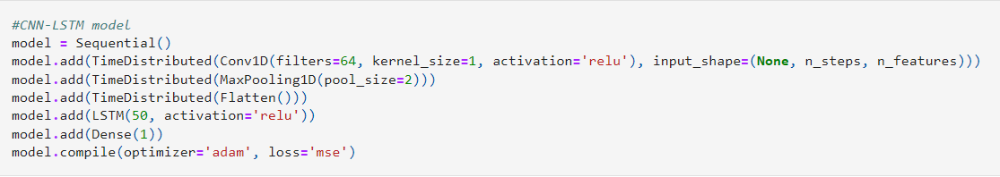 #CNN-LSTM model
model = Sequential()
model.add(TimeDistributed(Conv1D(filters=64, kernel_size=1, activation='relu'), input_shape=(None, n_steps, n_features)))
model.add(TimeDistributed(MaxPooling1D(pool_size=2)))
model.add(TimeDistributed(Flatten()))
model.add(LSTM(50, activation='relu'))
model.add(Dense(1))
model.compile(optimizer='adam', loss='mse')